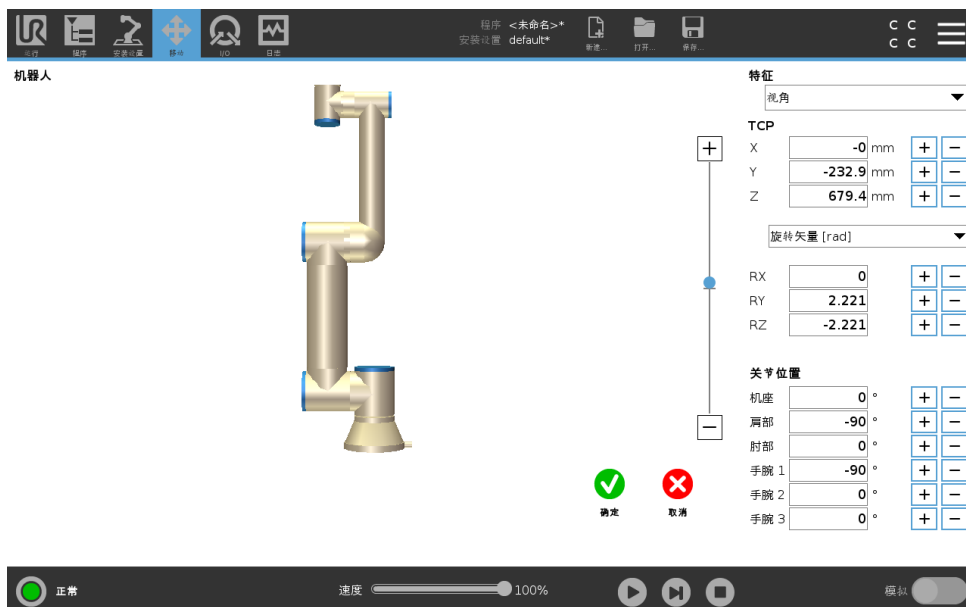 UR
运行
程序
安装设置
移动
I/O
日志
程序 <未命名>*
安装设置 default*
新建...
打开...
保存...
C C
C C
机器人
特征
视角
TCP
X -0 mm + −
Y -232.9 mm + −
Z 679.4 mm + −
旋转矢量 [rad]
RX 0 + −
RY 2.221 + −
RZ -2.221 + −
关节位置
机座 0 ° + −
肩部 -90 ° + −
肘部 0 ° + −
手腕 1 -90 ° + −
手腕 2 0 ° + −
手腕 3 0 ° + −
确定
取消
正常
速度
100%
模拟